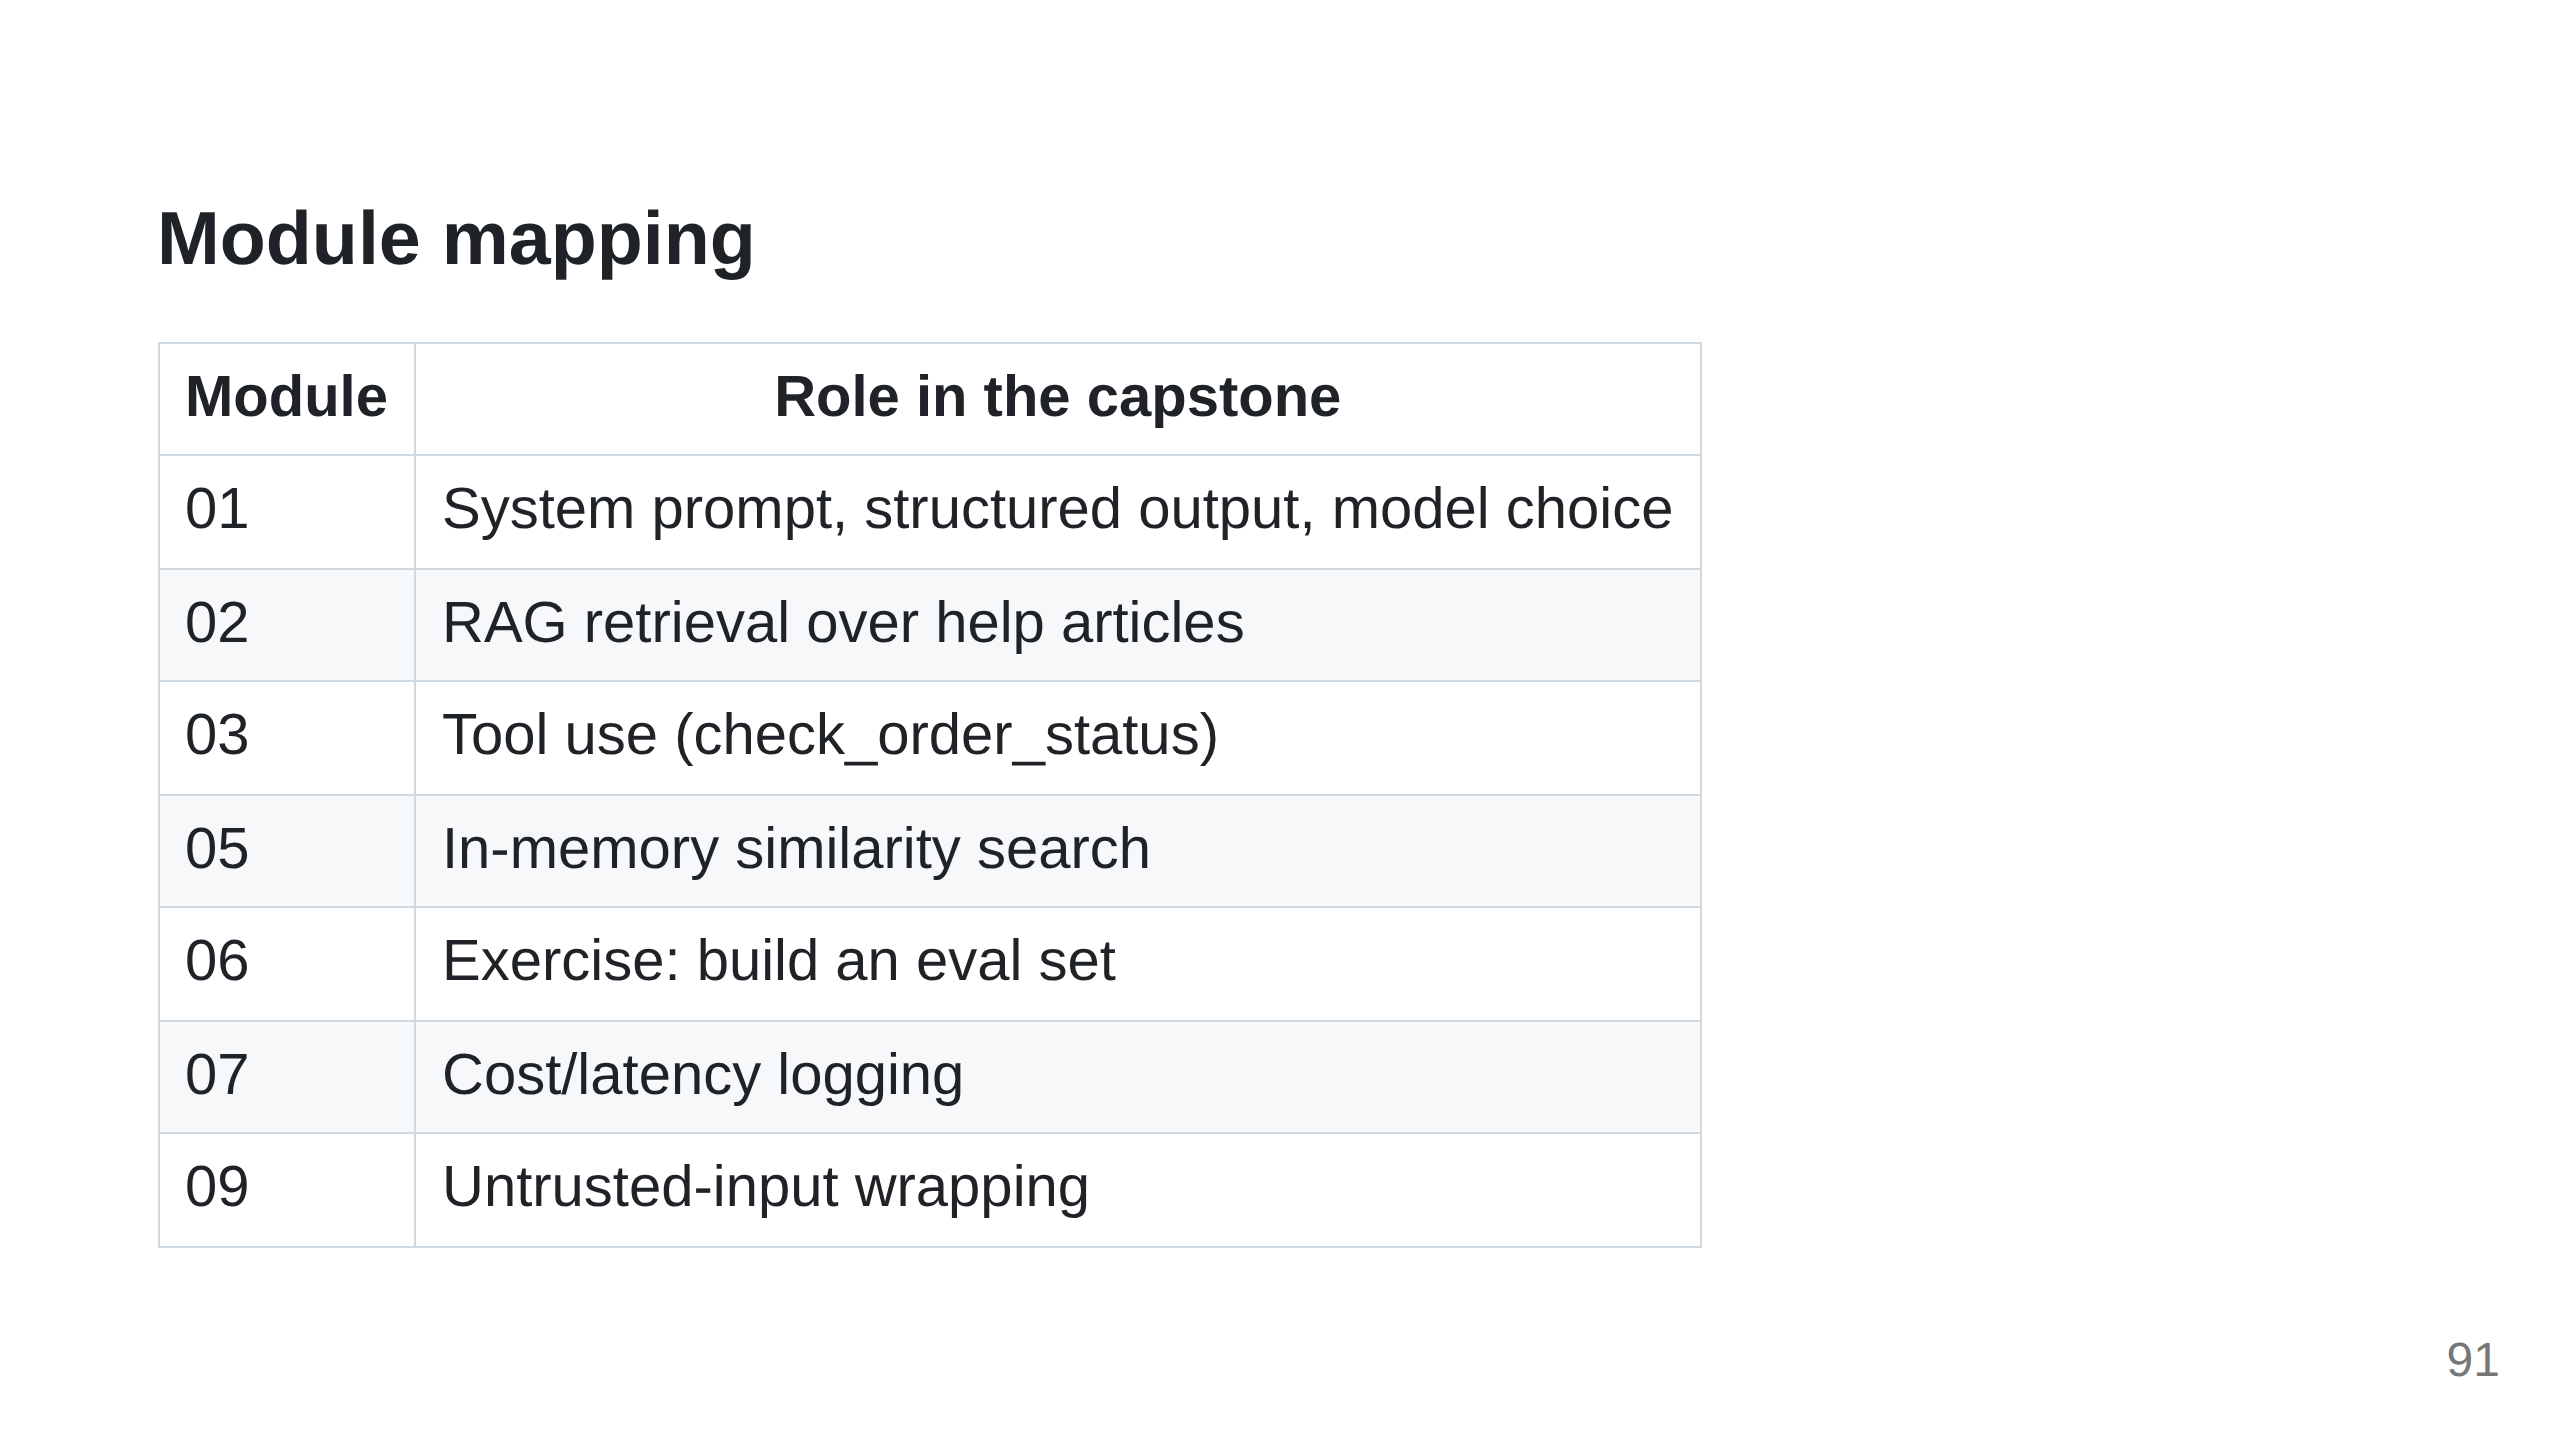 Module mapping
Module Role in the capstone
01 System prompt, structured output, model choice
02 RAG retrieval over help articles
03 Tool use (check_order_status)
05 In-memory similarity search
06 Exercise: build an eval set
07 Cost/latency logging
09 Untrusted-input wrapping
91